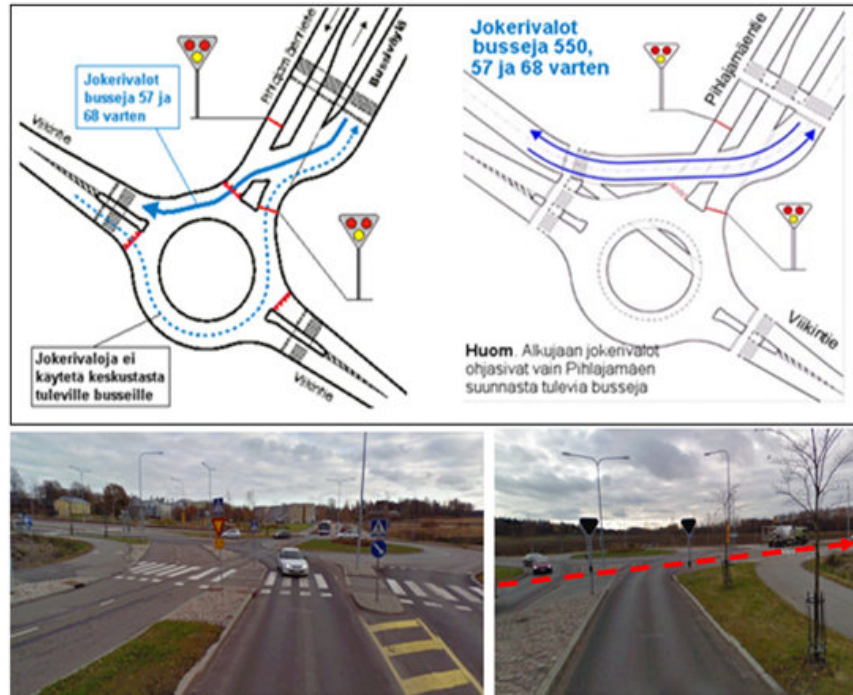 Jokerivalot
busseja 57 ja
68 varten
Pihlajamäentie
Bussiväylä
Viikintie
Jokerivaloja ei
käytetä keskustasta
tuleville busseille
Viikintie
Jokerivalot
busseja 550,
57 ja 68 varten
Pihlajamäentie
Viikintie
Huom. Alkujaan jokerivalot
ohjasivat vain Pihlajamäen
suunnasta tulevia busseja